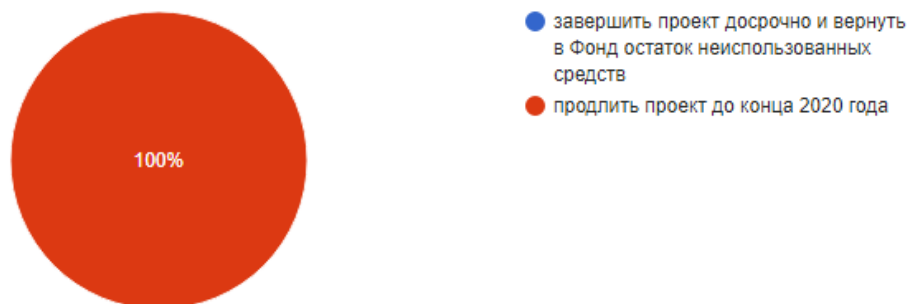 завершить проект досрочно и вернуть
в Фонд остаток неиспользованных
средств
продлить проект до конца 2020 года
100%